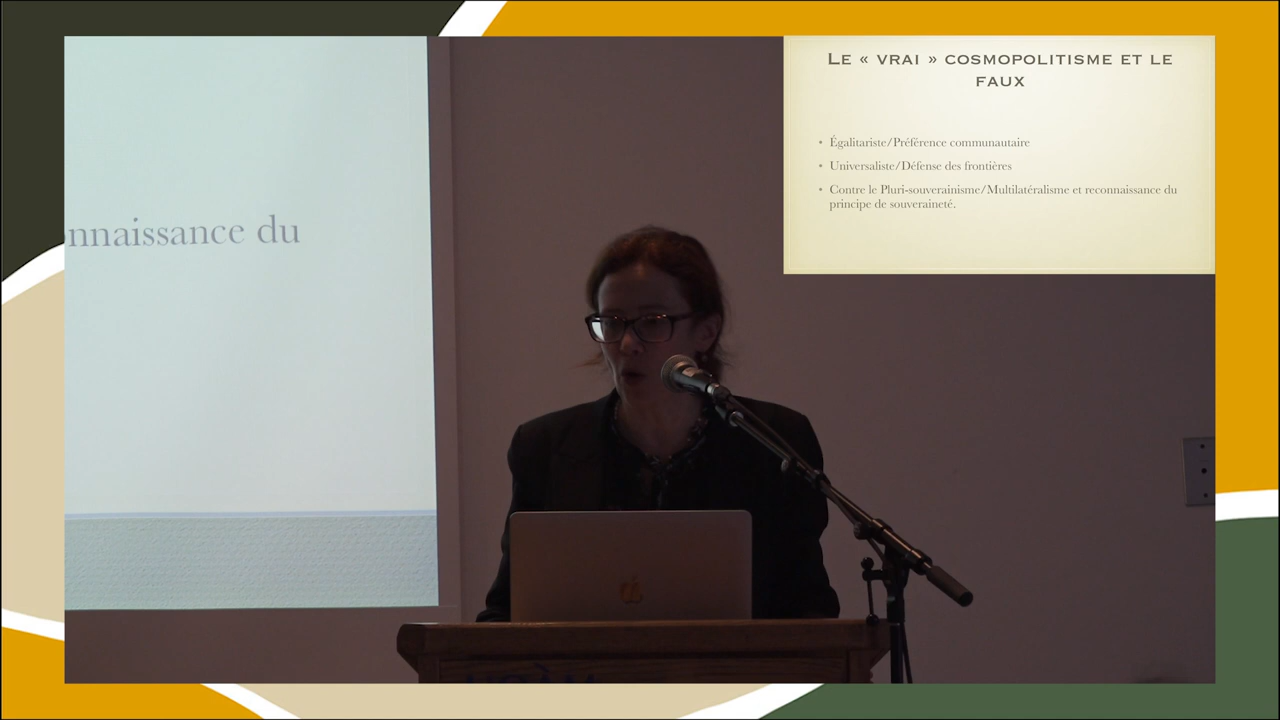 Le « vrai » cosmopolitisme et le
faux
• Égalitariste/Préférence communautaire
• Universaliste/Défense des frontières
• Contre le Pluri-souverainisme/Multilatéralisme et reconnaissance du
principe de souveraineté.
nnaissance du